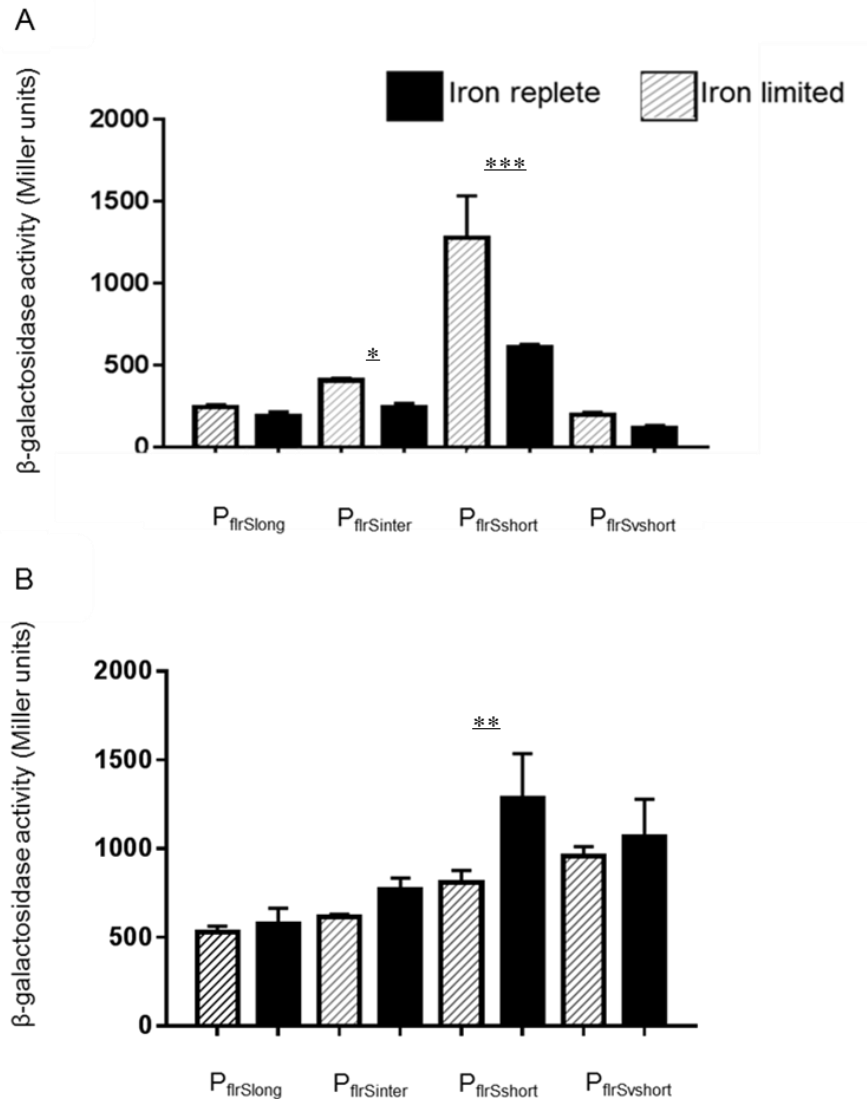 A
Iron replete
Iron limited
β-galactosidase activity (Miller units)
2000
1500
1000
500
0
*
***
PflrSlong
PflrSinter
PflrSshort
PflrSvshort
B
β-galactosidase activity (Miller units)
2000
1500
1000
500
0
**
PflrSlong
PflrSinter
PflrSshort
PflrSvshort